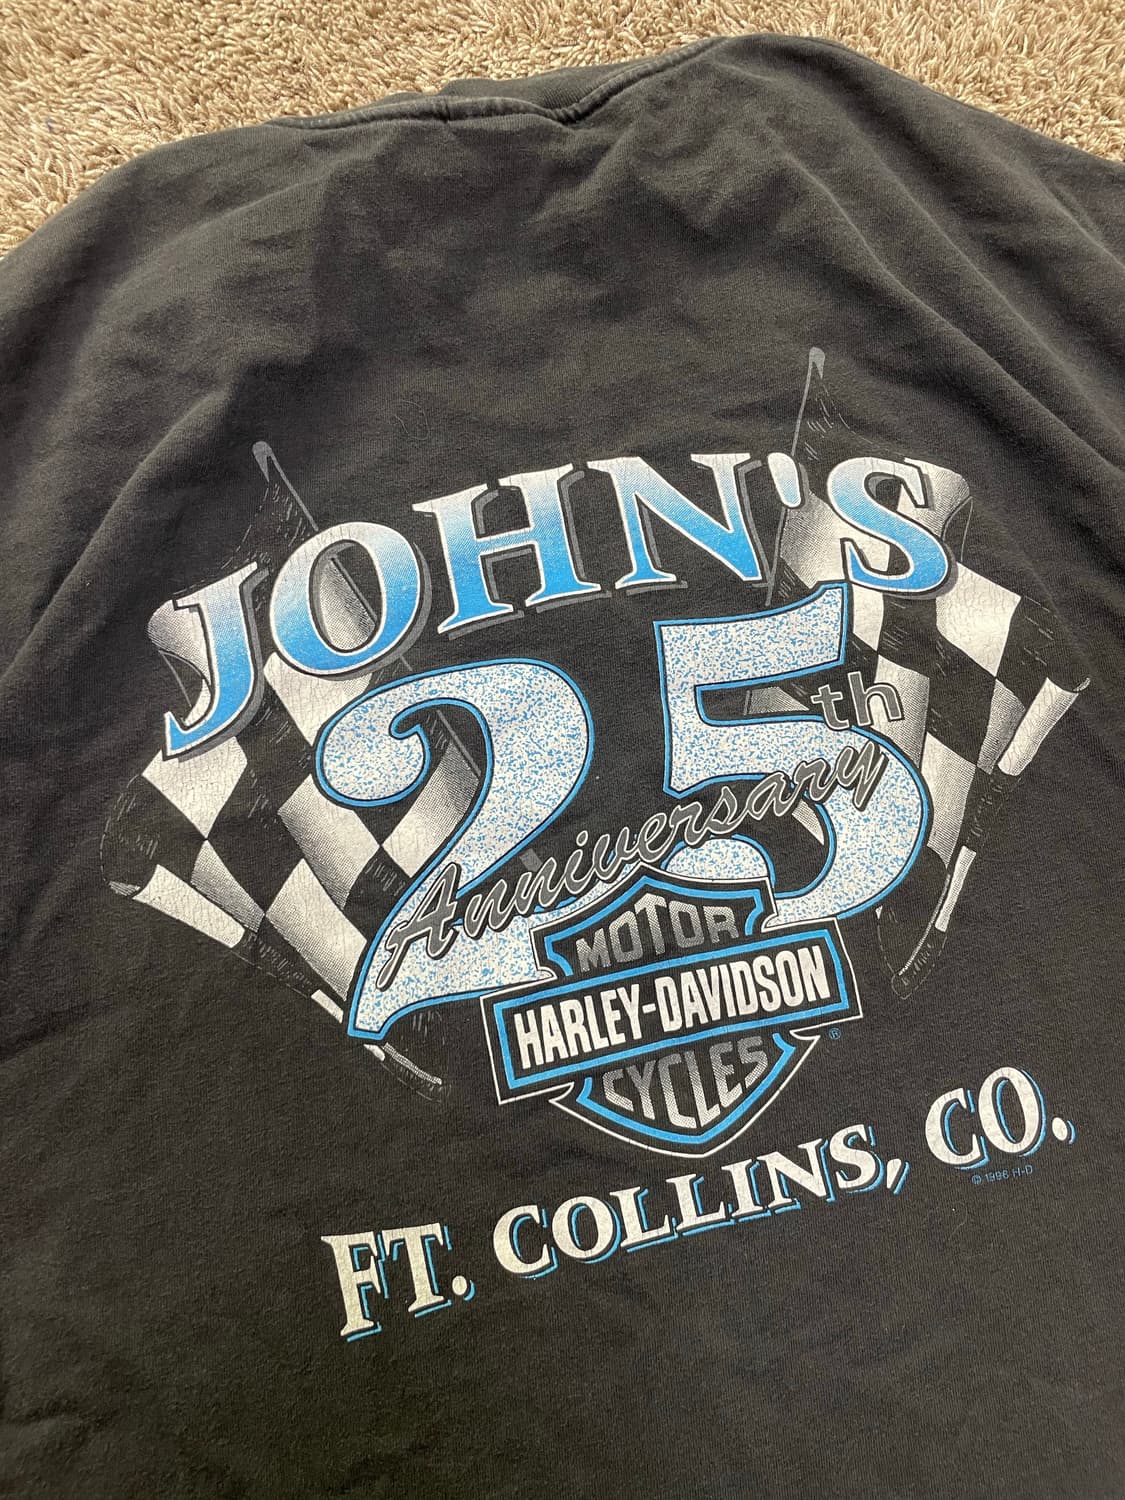 JOHN'S
25th
Anniversary
MOTOR
HARLEY-DAVIDSON
CYCLES
®
FT. COLLINS, CO.
© 1996 H-D